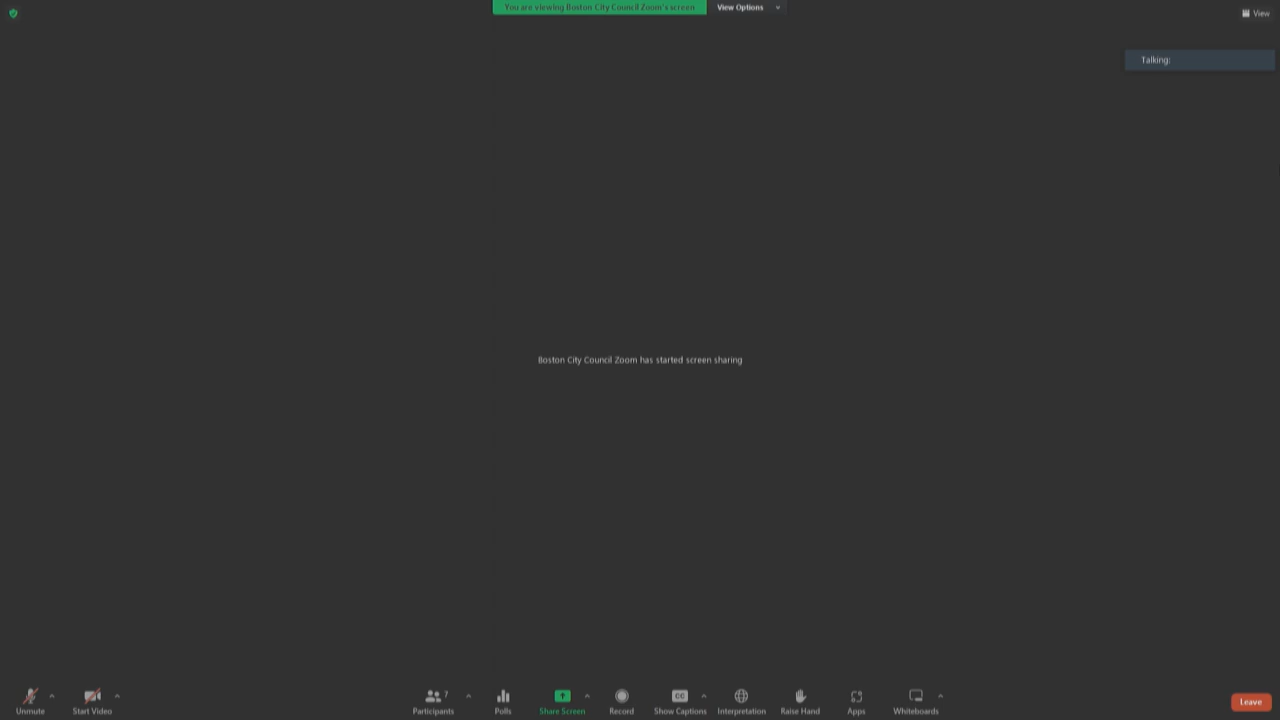 You are viewing Boston City Council Zoom's screen
View Options
View
Talking:
Boston City Council Zoom has started screen sharing
Unmute
Start Video
7
Participants
Polls
Share Screen
Record
CC
Show Captions
Interpretation
Raise Hand
Apps
Whiteboards
Leave